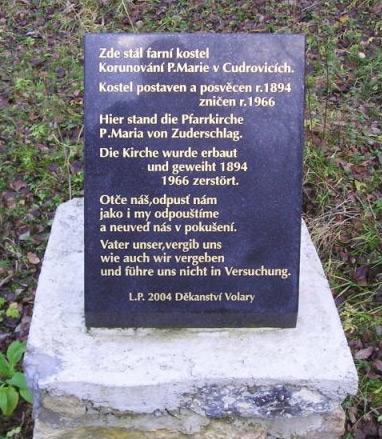 Zde stál farní kostel
Korunování P.Marie v Cudrovicích.
Kostel postaven a posvěcen r.1894
zničen r.1966
Hier stand die Pfarrkirche
P.Maria von Zuderschlag.
Die Kirche wurde erbaut
und geweiht 1894
1966 zerstört.
Otče náš,odpusť nám
jako i my odpouštíme
a neuveď nás v pokušení.
Vater unser,vergib uns
wie auch wir vergeben
und führe uns nicht in Versuchung.
L.P. 2004 Děkanství Volary